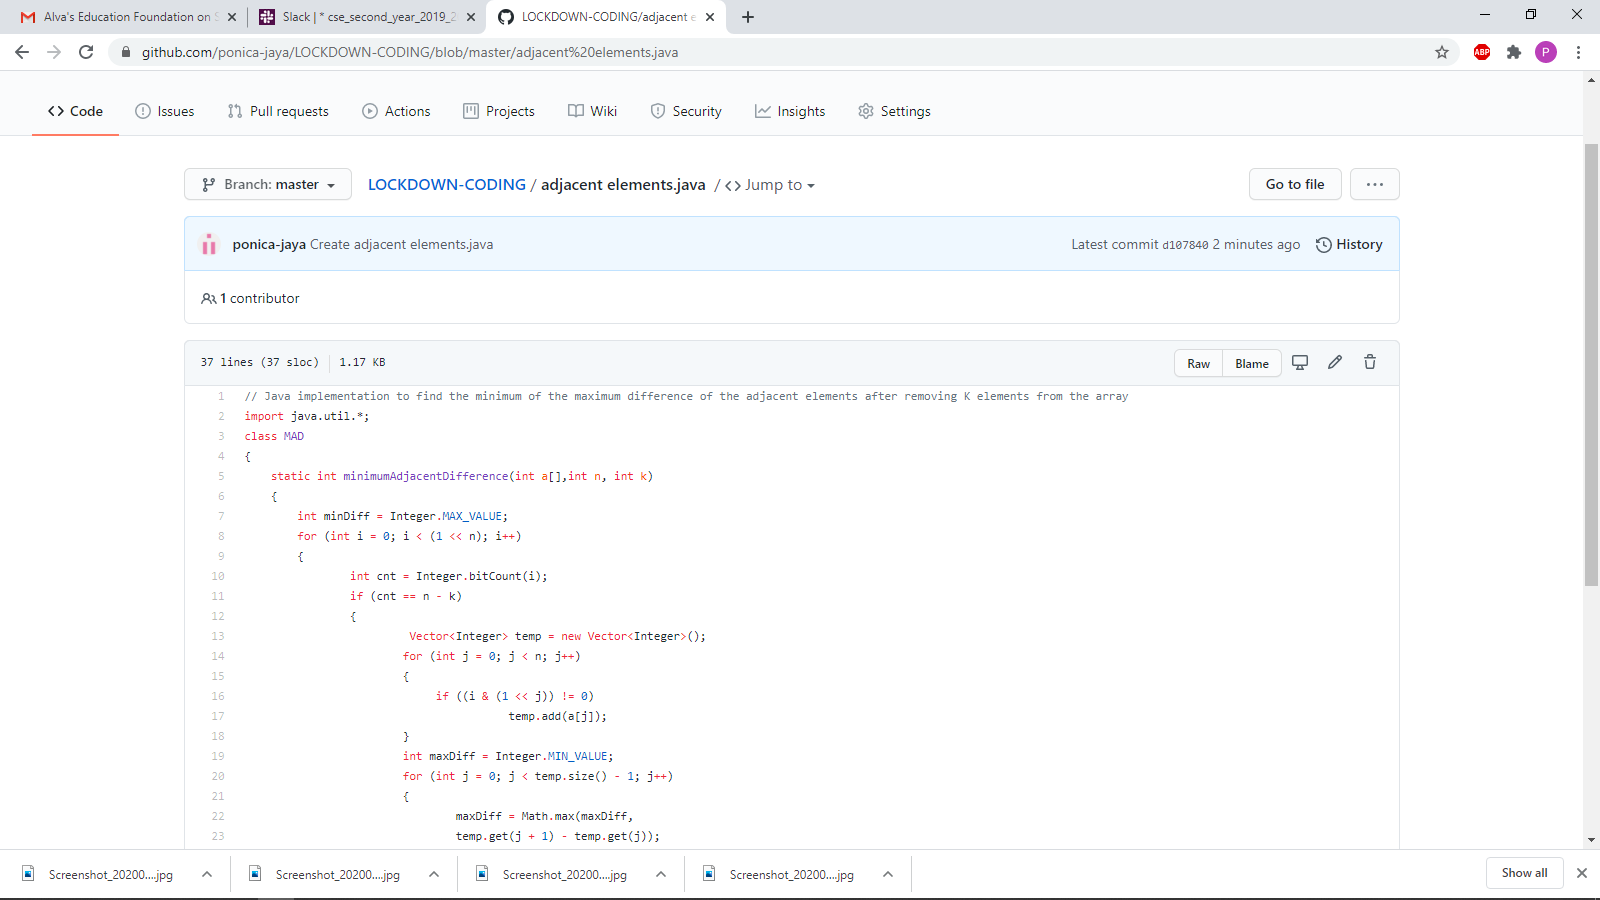 Alva's Education Foundation on S
Slack | * cse_second_year_2019_2
LOCKDOWN-CODING/adjacent e
github.com/ponica-jaya/LOCKDOWN-CODING/blob/master/adjacent%20elements.java
ABP
P
Code Issues Pull requests Actions Projects Wiki Security Insights Settings
Branch: master LOCKDOWN-CODING / adjacent elements.java / <> Jump to Go to file ...
ponica-jaya Create adjacent elements.java Latest commit d107840 2 minutes ago History
1 contributor
37 lines (37 sloc) 1.17 KB Raw Blame
1 // Java implementation to find the minimum of the maximum difference of the adjacent elements after removing K elements from the array
2 import java.util.*;
3 class MAD
4 {
5 static int minimumAdjacentDifference(int a[],int n, int k)
6 {
7 int minDiff = Integer.MAX_VALUE;
8 for (int i = 0; i < (1 << n); i++)
9 {
10 int cnt = Integer.bitCount(i);
11 if (cnt == n - k)
12 {
13 Vector<Integer> temp = new Vector<Integer>();
14 for (int j = 0; j < n; j++)
15 {
16 if ((i & (1 << j)) != 0)
17 temp.add(a[j]);
18 }
19 int maxDiff = Integer.MIN_VALUE;
20 for (int j = 0; j < temp.size() - 1; j++)
21 {
22 maxDiff = Math.max(maxDiff,
23 temp.get(j + 1) - temp.get(j));
Screenshot_20200....jpg Screenshot_20200....jpg Screenshot_20200....jpg Screenshot_20200....jpg Show all